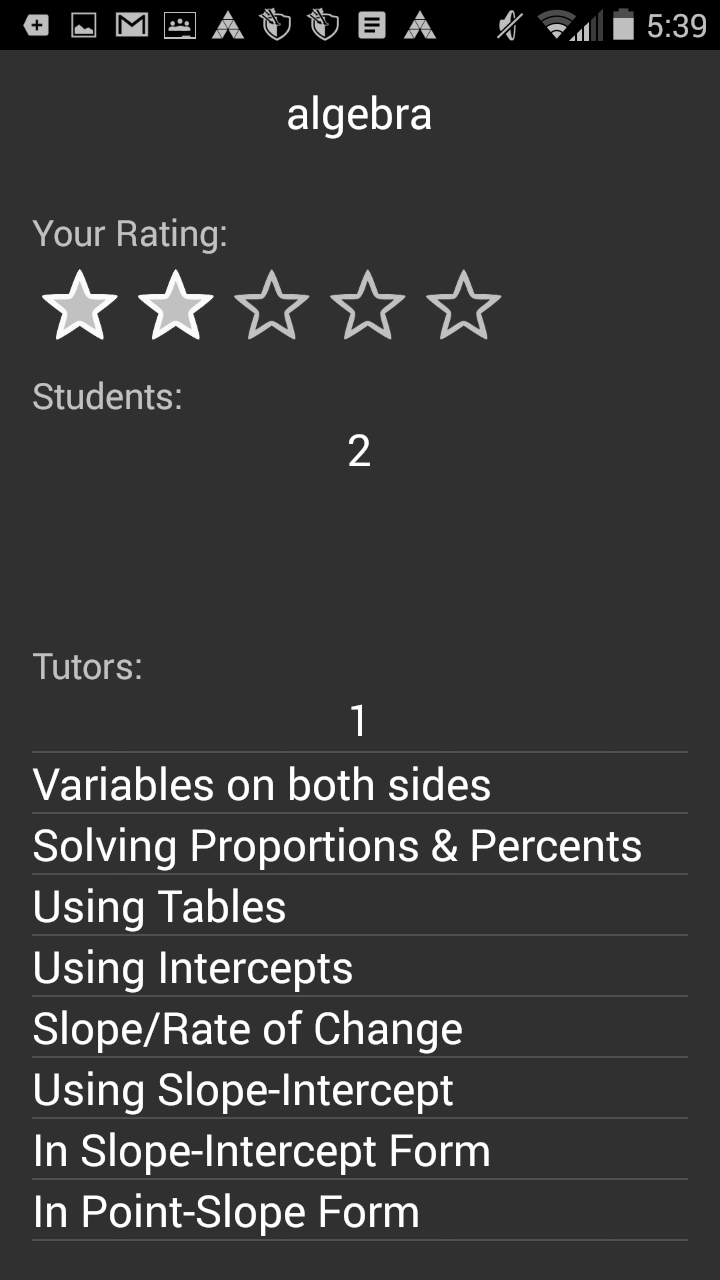 5:39
algebra
Your Rating:
Students:
2
Tutors:
1
Variables on both sides
Solving Proportions & Percents
Using Tables
Using Intercepts
Slope/Rate of Change
Using Slope-Intercept
In Slope-Intercept Form
In Point-Slope Form